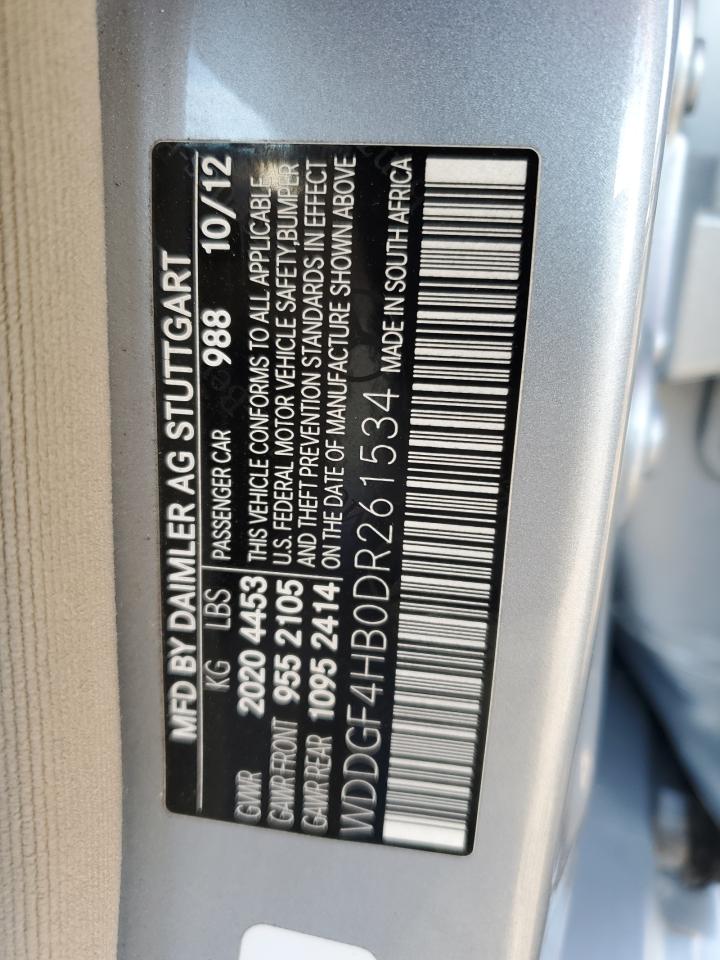 MFD BY DAIMLER AG STUTTGART
KG LBS PASSENGER CAR 988 10/12
GVWR 2020 4453 THIS VEHICLE CONFORMS TO ALL APPLICABLE
GAWR FRONT 955 2105 U.S. FEDERAL MOTOR VEHICLE SAFETY,BUMPER
GAWR REAR 1095 2414 AND THEFT PREVENTION STANDARDS IN EFFECT
ON THE DATE OF MANUFACTURE SHOWN ABOVE
WDDGF4HB0DR261534 MADE IN SOUTH AFRICA